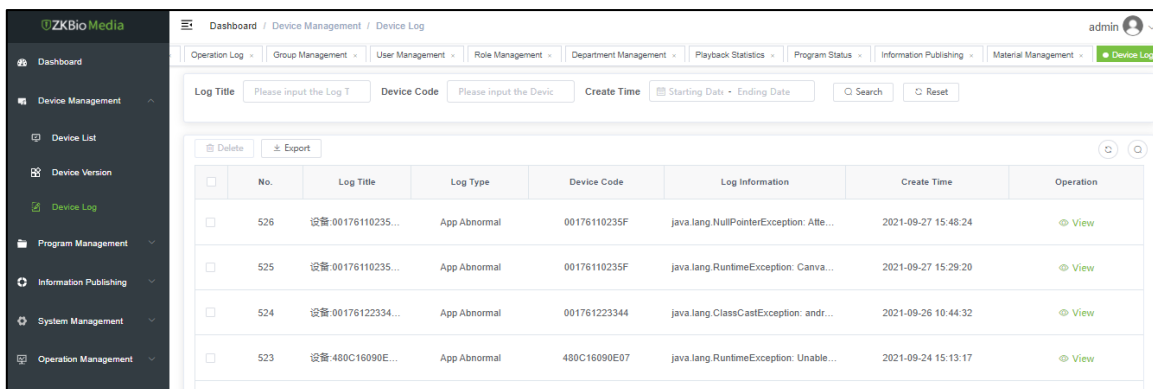 ZKBio Media
Dashboard / Device Management / Device Log
admin
Operation Log × Group Management × User Management × Role Management × Department Management × Playback Statistics × Program Status × Information Publishing × Material Management × Device Log
Dashboard
Device Management
Device List
Device Version
Device Log
Program Management
Information Publishing
System Management
Operation Management
Log Title Please input the Log T Device Code Please input the Devic Create Time Starting Date - Ending Date Search Reset
Delete Export
No. Log Title Log Type Device Code Log Information Create Time Operation
526 设备:00176110235... App Abnormal 00176110235F java.lang.NullPointerException: Atte... 2021-09-27 15:48:24 View
525 设备:00176110235... App Abnormal 00176110235F java.lang.RuntimeException: Canva... 2021-09-27 15:29:20 View
524 设备:00176122334... App Abnormal 001761223344 java.lang.ClassCastException: andr... 2021-09-26 10:44:32 View
523 设备:480C16090E... App Abnormal 480C16090E07 java.lang.RuntimeException: Unable... 2021-09-24 15:13:17 View